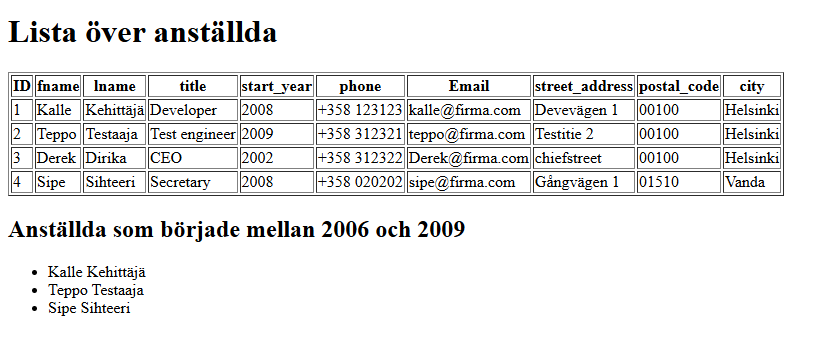 Lista över anställda
ID fname lname title start_year phone Email street_address postal_code city
1 Kalle Kehittäjä Developer 2008 +358 123123 kalle@firma.com Devevägen 1 00100 Helsinki
2 Teppo Testaaja Test engineer 2009 +358 312321 teppo@firma.com Testitie 2 00100 Helsinki
3 Derek Dirika CEO 2002 +358 312322 Derek@firma.com chiefstreet 00100 Helsinki
4 Sipe Sihteeri Secretary 2008 +358 020202 sipe@firma.com Gångvägen 1 01510 Vanda
Anställda som började mellan 2006 och 2009
• Kalle Kehittäjä
• Teppo Testaaja
• Sipe Sihteeri